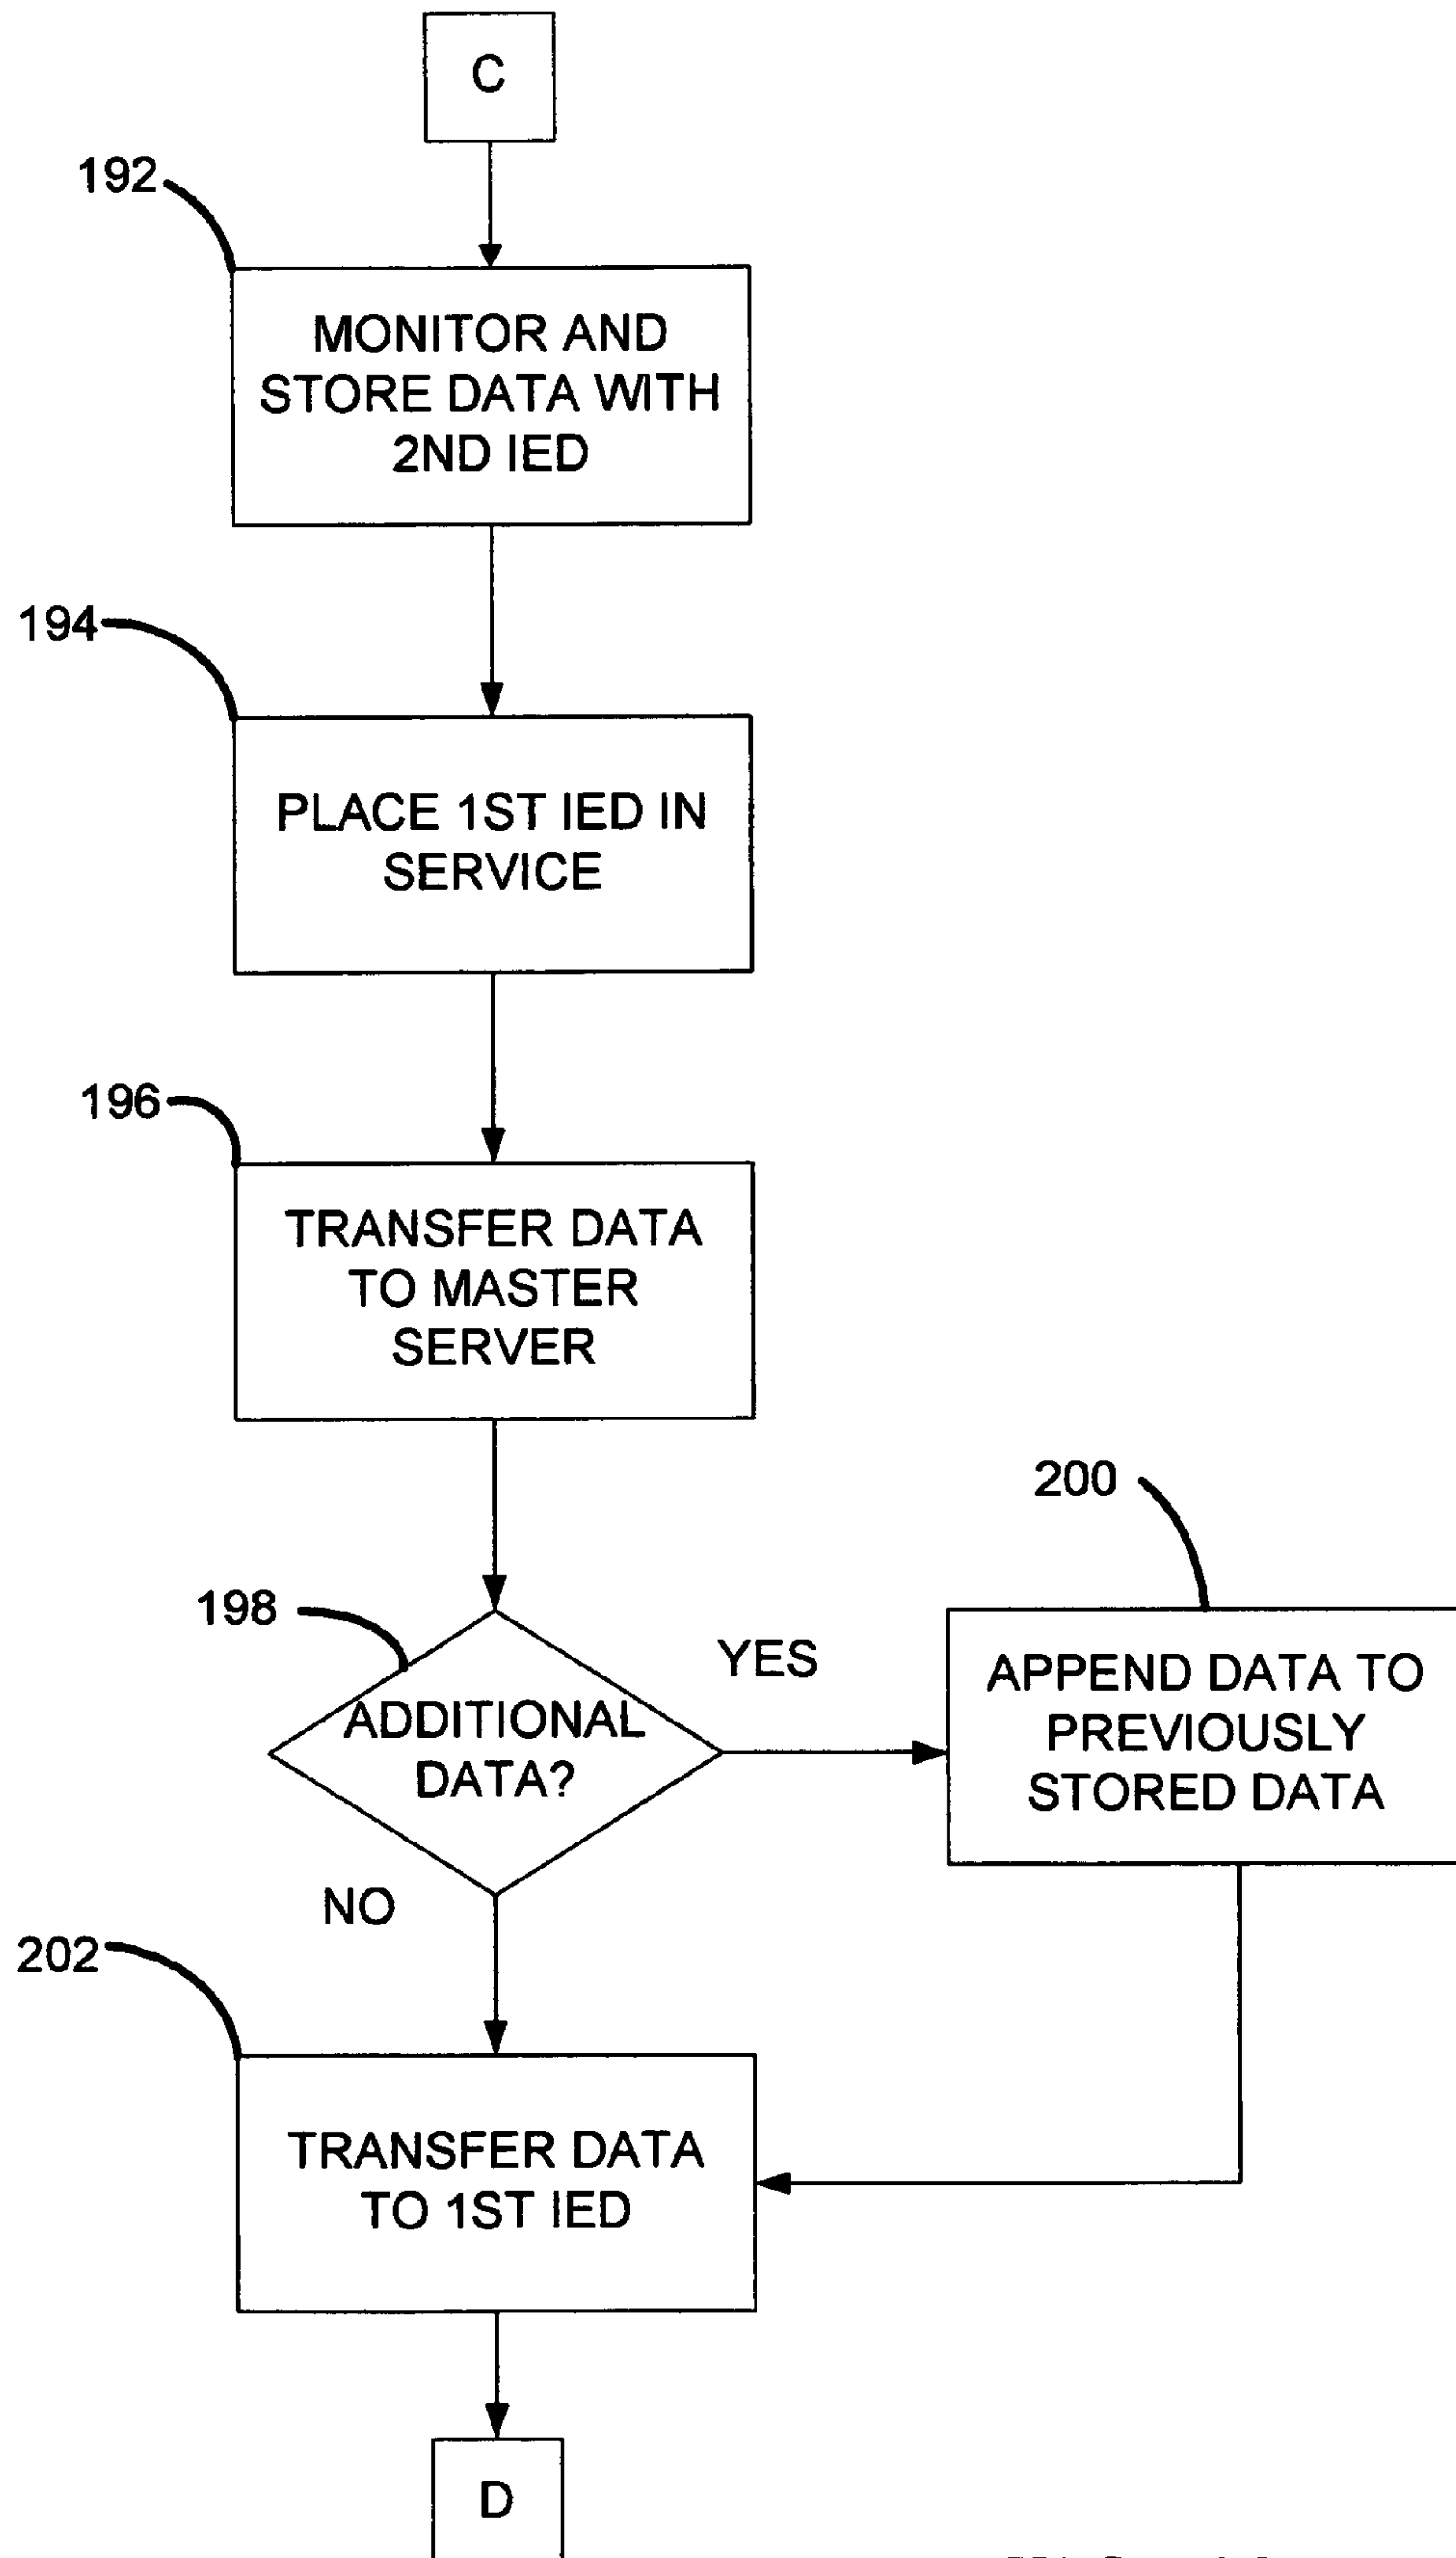 C
192
MONITOR AND
STORE DATA WITH
2ND IED
194
PLACE 1ST IED IN
SERVICE
196
TRANSFER DATA
TO MASTER
SERVER
198
ADDITIONAL
DATA?
YES
200
APPEND DATA TO
PREVIOUSLY
STORED DATA
NO
202
TRANSFER DATA
TO 1ST IED
D